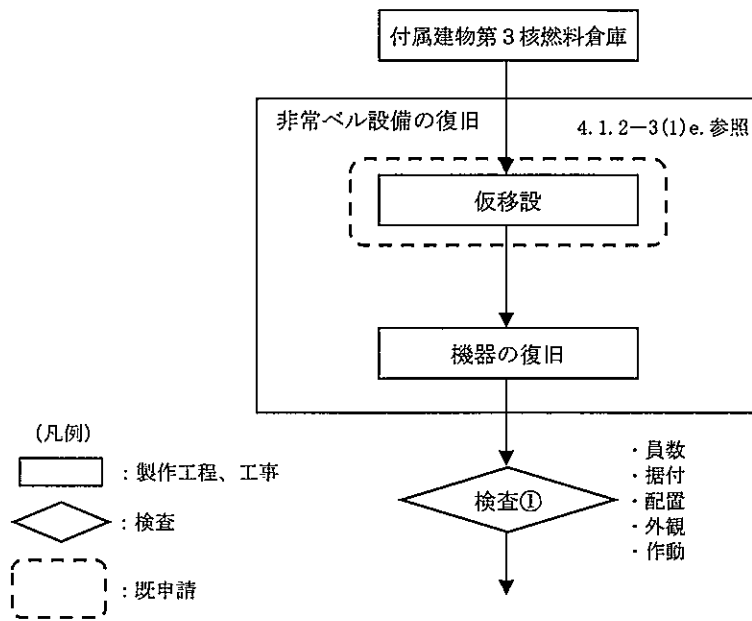 付属建物第3核燃料倉庫
非常ベル設備の復旧
4.1.2－3(1)e.参照
仮移設
機器の復旧
検査①
・員数
・据付
・配置
・外観
・作動
(凡例)
：製作工程、工事
：検査
：既申請